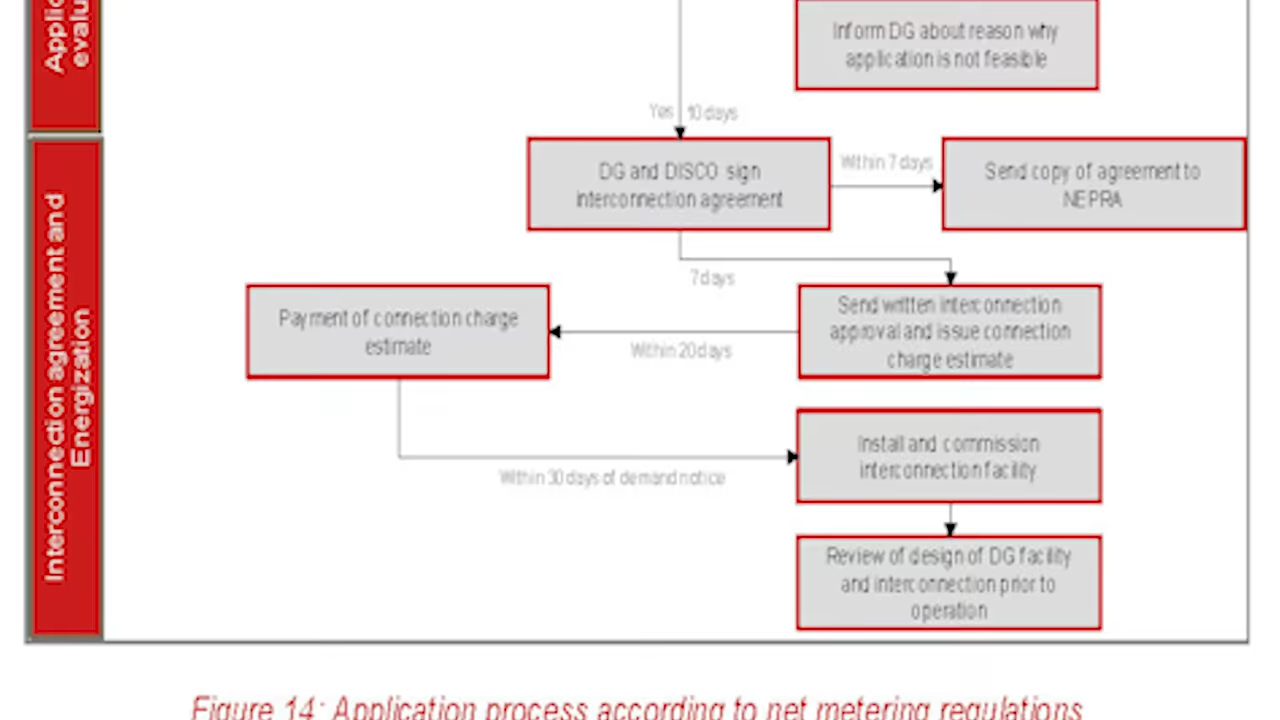 Applic
evalu
Inform DG about reason why
application is not feasible
Yes 10 days
DG and DISCO sign
interconnection agreement
Within 7 days
Send copy of agreement to
NEPRA
7 days
Interconnection agreement and
Energization
Payment of connection charge
estimate
Within 20 days
Send written interconnection
approval and issue connection
charge estimate
Install and commission
interconnection facility
Within 30 days of demand notice
Review of design of DG facility
and interconnection prior to
operation
Figure 14: Application process according to net metering regulations